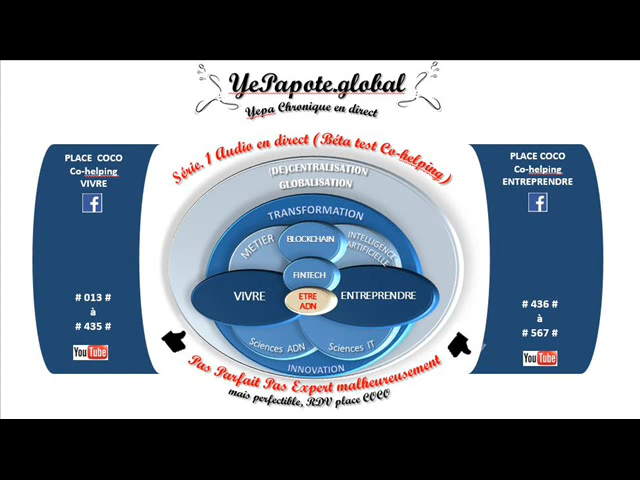 YePapote.global
Yepa Chronique en direct
Série, 1 Audio en direct (Béta test Co-helping)
PLACE COCO
Co-helping
VIVRE
# 013 #
à
# 435 #
YouTube
(DE)CENTRALISATION
GLOBALISATION
TRANSFORMATION
METIER
BLOCKCHAIN
INTELLIGENCE
ARTIFICIELLE
FINTECH
VIVRE
ETRE
ADN
ENTREPRENDRE
Sciences ADN
Sciences IT
INNOVATION
PLACE COCO
Co-helping
ENTREPRENDRE
# 436 #
à
# 567 #
YouTube
Pas Parfait Pas Expert malheureusement
mais perfectible, RDV place COCO